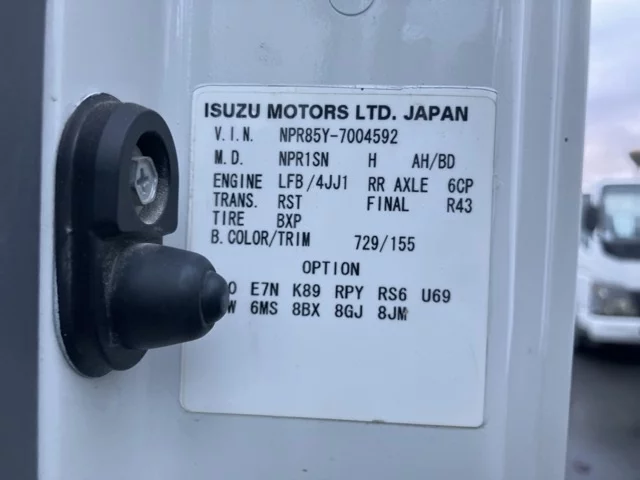 ISUZU MOTORS LTD. JAPAN
V.I.N. NPR85Y-7004592
M.D. NPR1SN H AH/BD
ENGINE LFB/4JJ1 RR AXLE 6CP
TRANS. RST FINAL R43
TIRE BXP
B.COLOR/TRIM 729/155
OPTION
E7N K89 RPY RS6 U69
6MS 8BX 8GJ 8JM